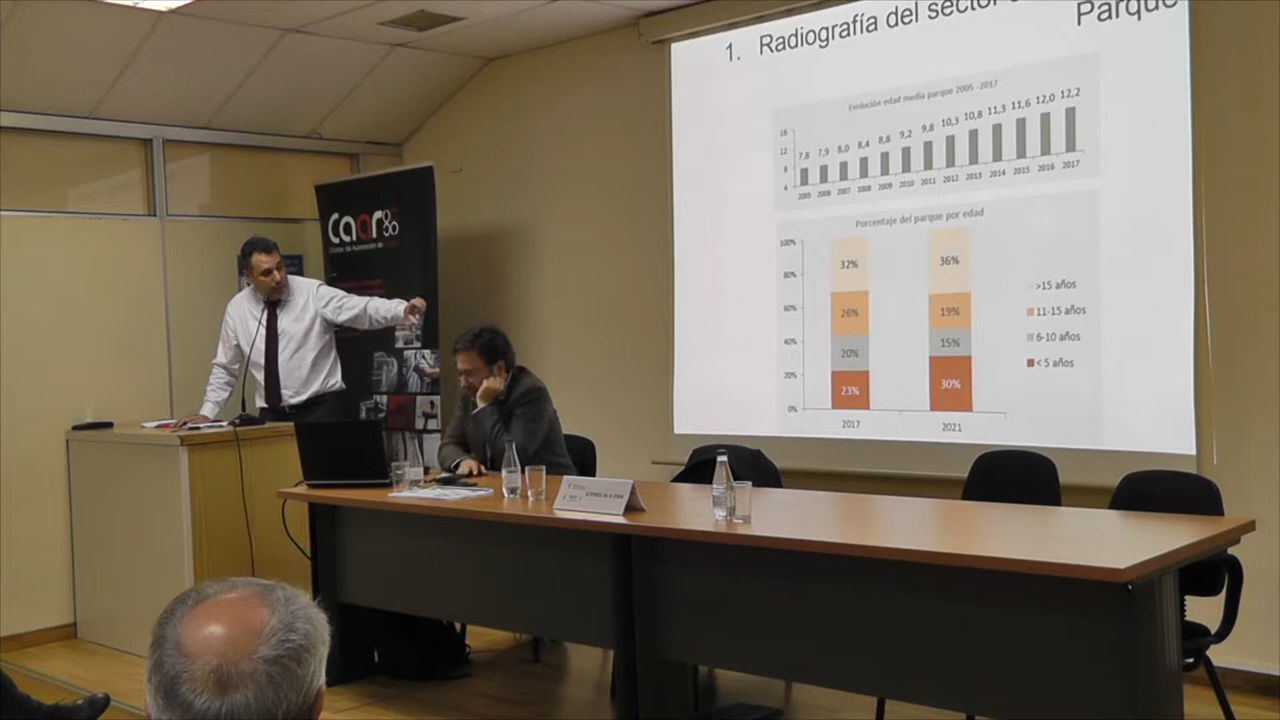 1. Radiografía del sector
Parque
Evolución edad media parque 2005 -2017
16
12
8
4
7,8 7,9 8,0 8,4 8,8 9,2 9,8 10,3 10,8 11,3 11,6 12,0 12,2
2005 2006 2007 2008 2009 2010 2011 2012 2013 2014 2015 2016 2017
Porcentaje del parque por edad
100%
80%
60%
40%
20%
0%
32% 36%
26% 19%
20% 15%
23% 30%
2017 2021
>15 años
11-15 años
6-10 años
< 5 años
caar
Clúster de Automoción de